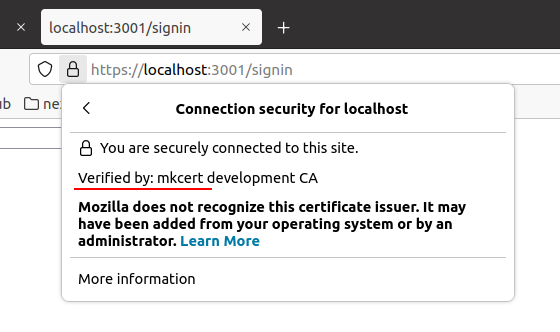 localhost:3001/signin
https://localhost:3001/signin
Connection security for localhost
You are securely connected to this site.
Verified by: mkcert development CA
Mozilla does not recognize this certificate issuer. It may
have been added from your operating system or by an
administrator. Learn More
More information